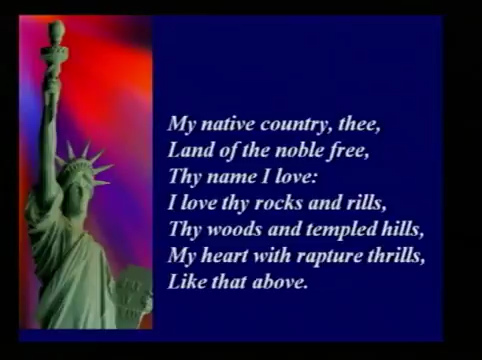 My native country, thee,
Land of the noble free,
Thy name I love:
I love thy rocks and rills,
Thy woods and templed hills,
My heart with rapture thrills,
Like that above.